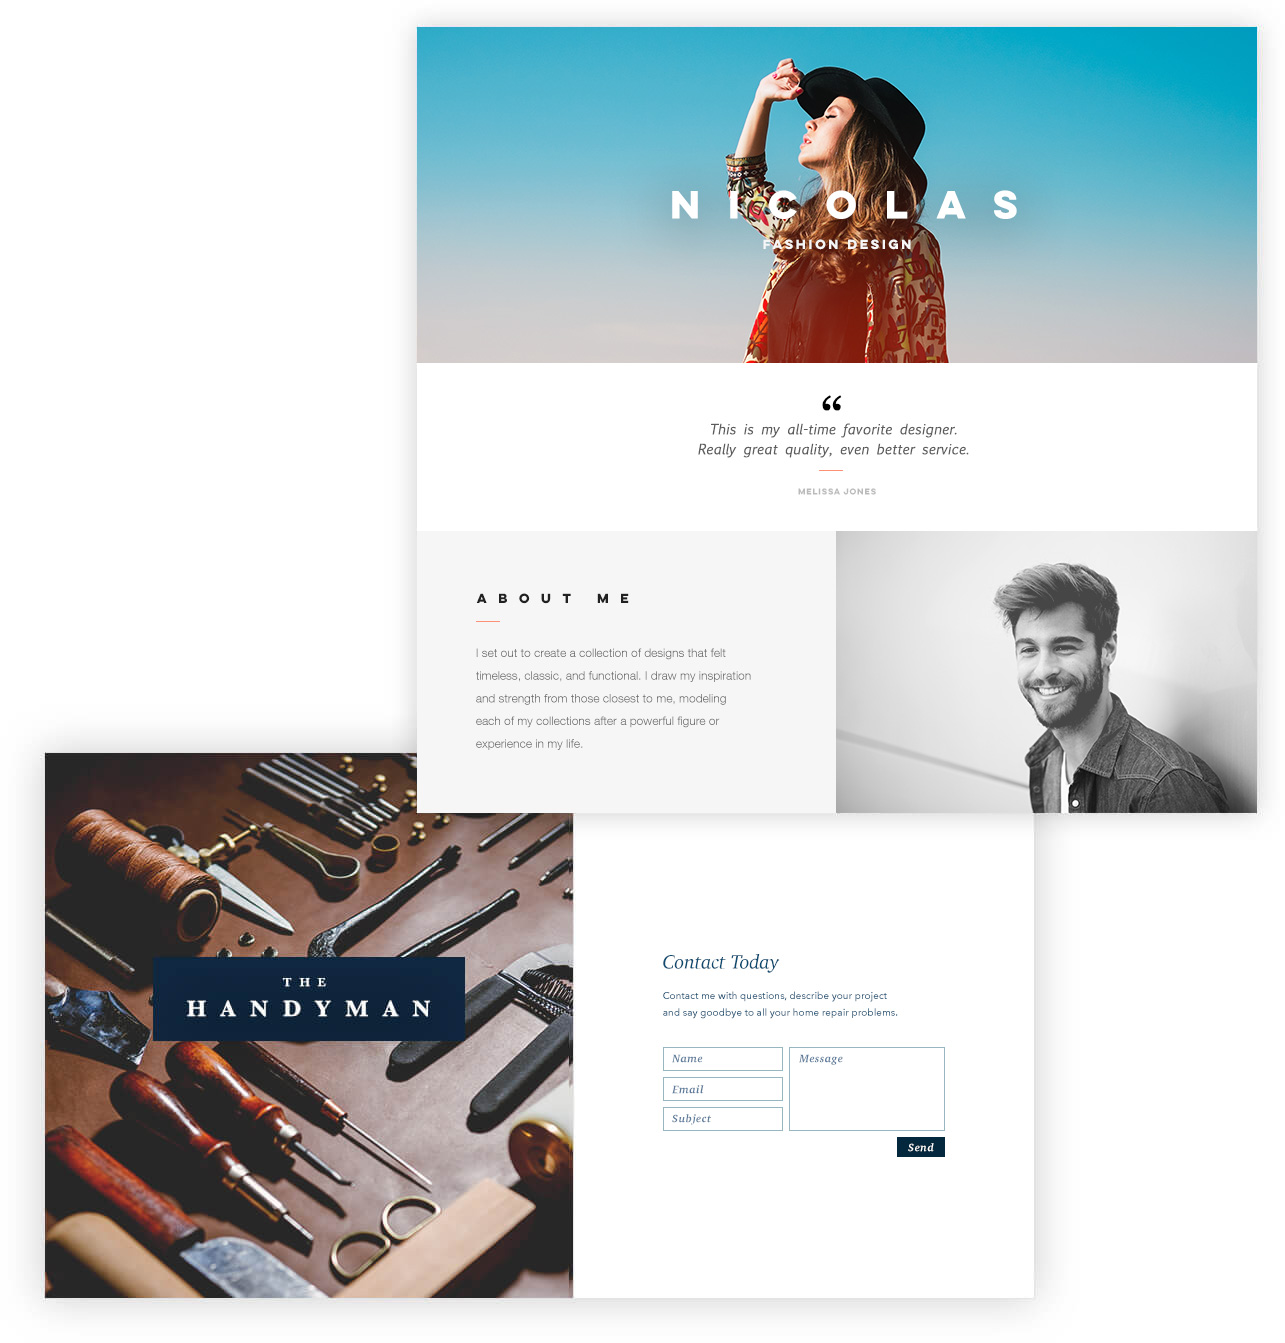 NICOLAS
FASHION DESIGN
“
This is my all-time favorite designer.
Really great quality, even better service.
MELISSA JONES
ABOUT ME
I set out to create a collection of designs that felt
timeless, classic, and functional. I draw my inspiration
and strength from those closest to me, modeling
each of my collections after a powerful figure or
experience in my life.
THE
HANDYMAN
Contact Today
Contact me with questions, describe your project
and say goodbye to all your home repair problems.
Name
Message
Email
Subject
Send